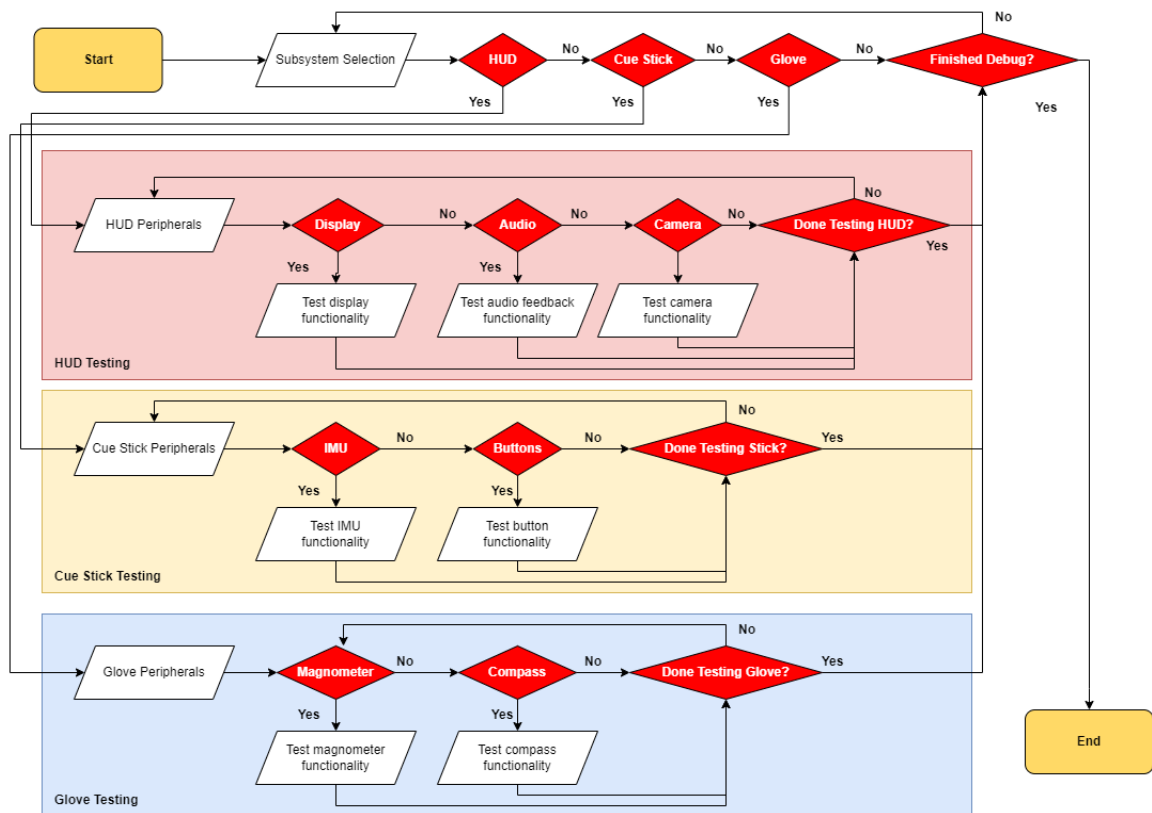 No
Start
Subsystem Selection
HUD
No
Cue Stick
No
Glove
No
Finished Debug?
Yes
Yes
Yes
Yes
No
HUD Peripherals
Display
No
Audio
No
Camera
No
Done Testing HUD?
Yes
Yes
Yes
Test display
functionality
Test audio feedback
functionality
Test camera
functionality
HUD Testing
No
Cue Stick Peripherals
IMU
No
Buttons
No
Done Testing Stick?
Yes
Yes
Yes
Test IMU
functionality
Test button
functionality
Cue Stick Testing
No
Glove Peripherals
Magnometer
No
Compass
No
Done Testing Glove?
Yes
Yes
Yes
Test magnometer
functionality
Test compass
functionality
End
Glove Testing